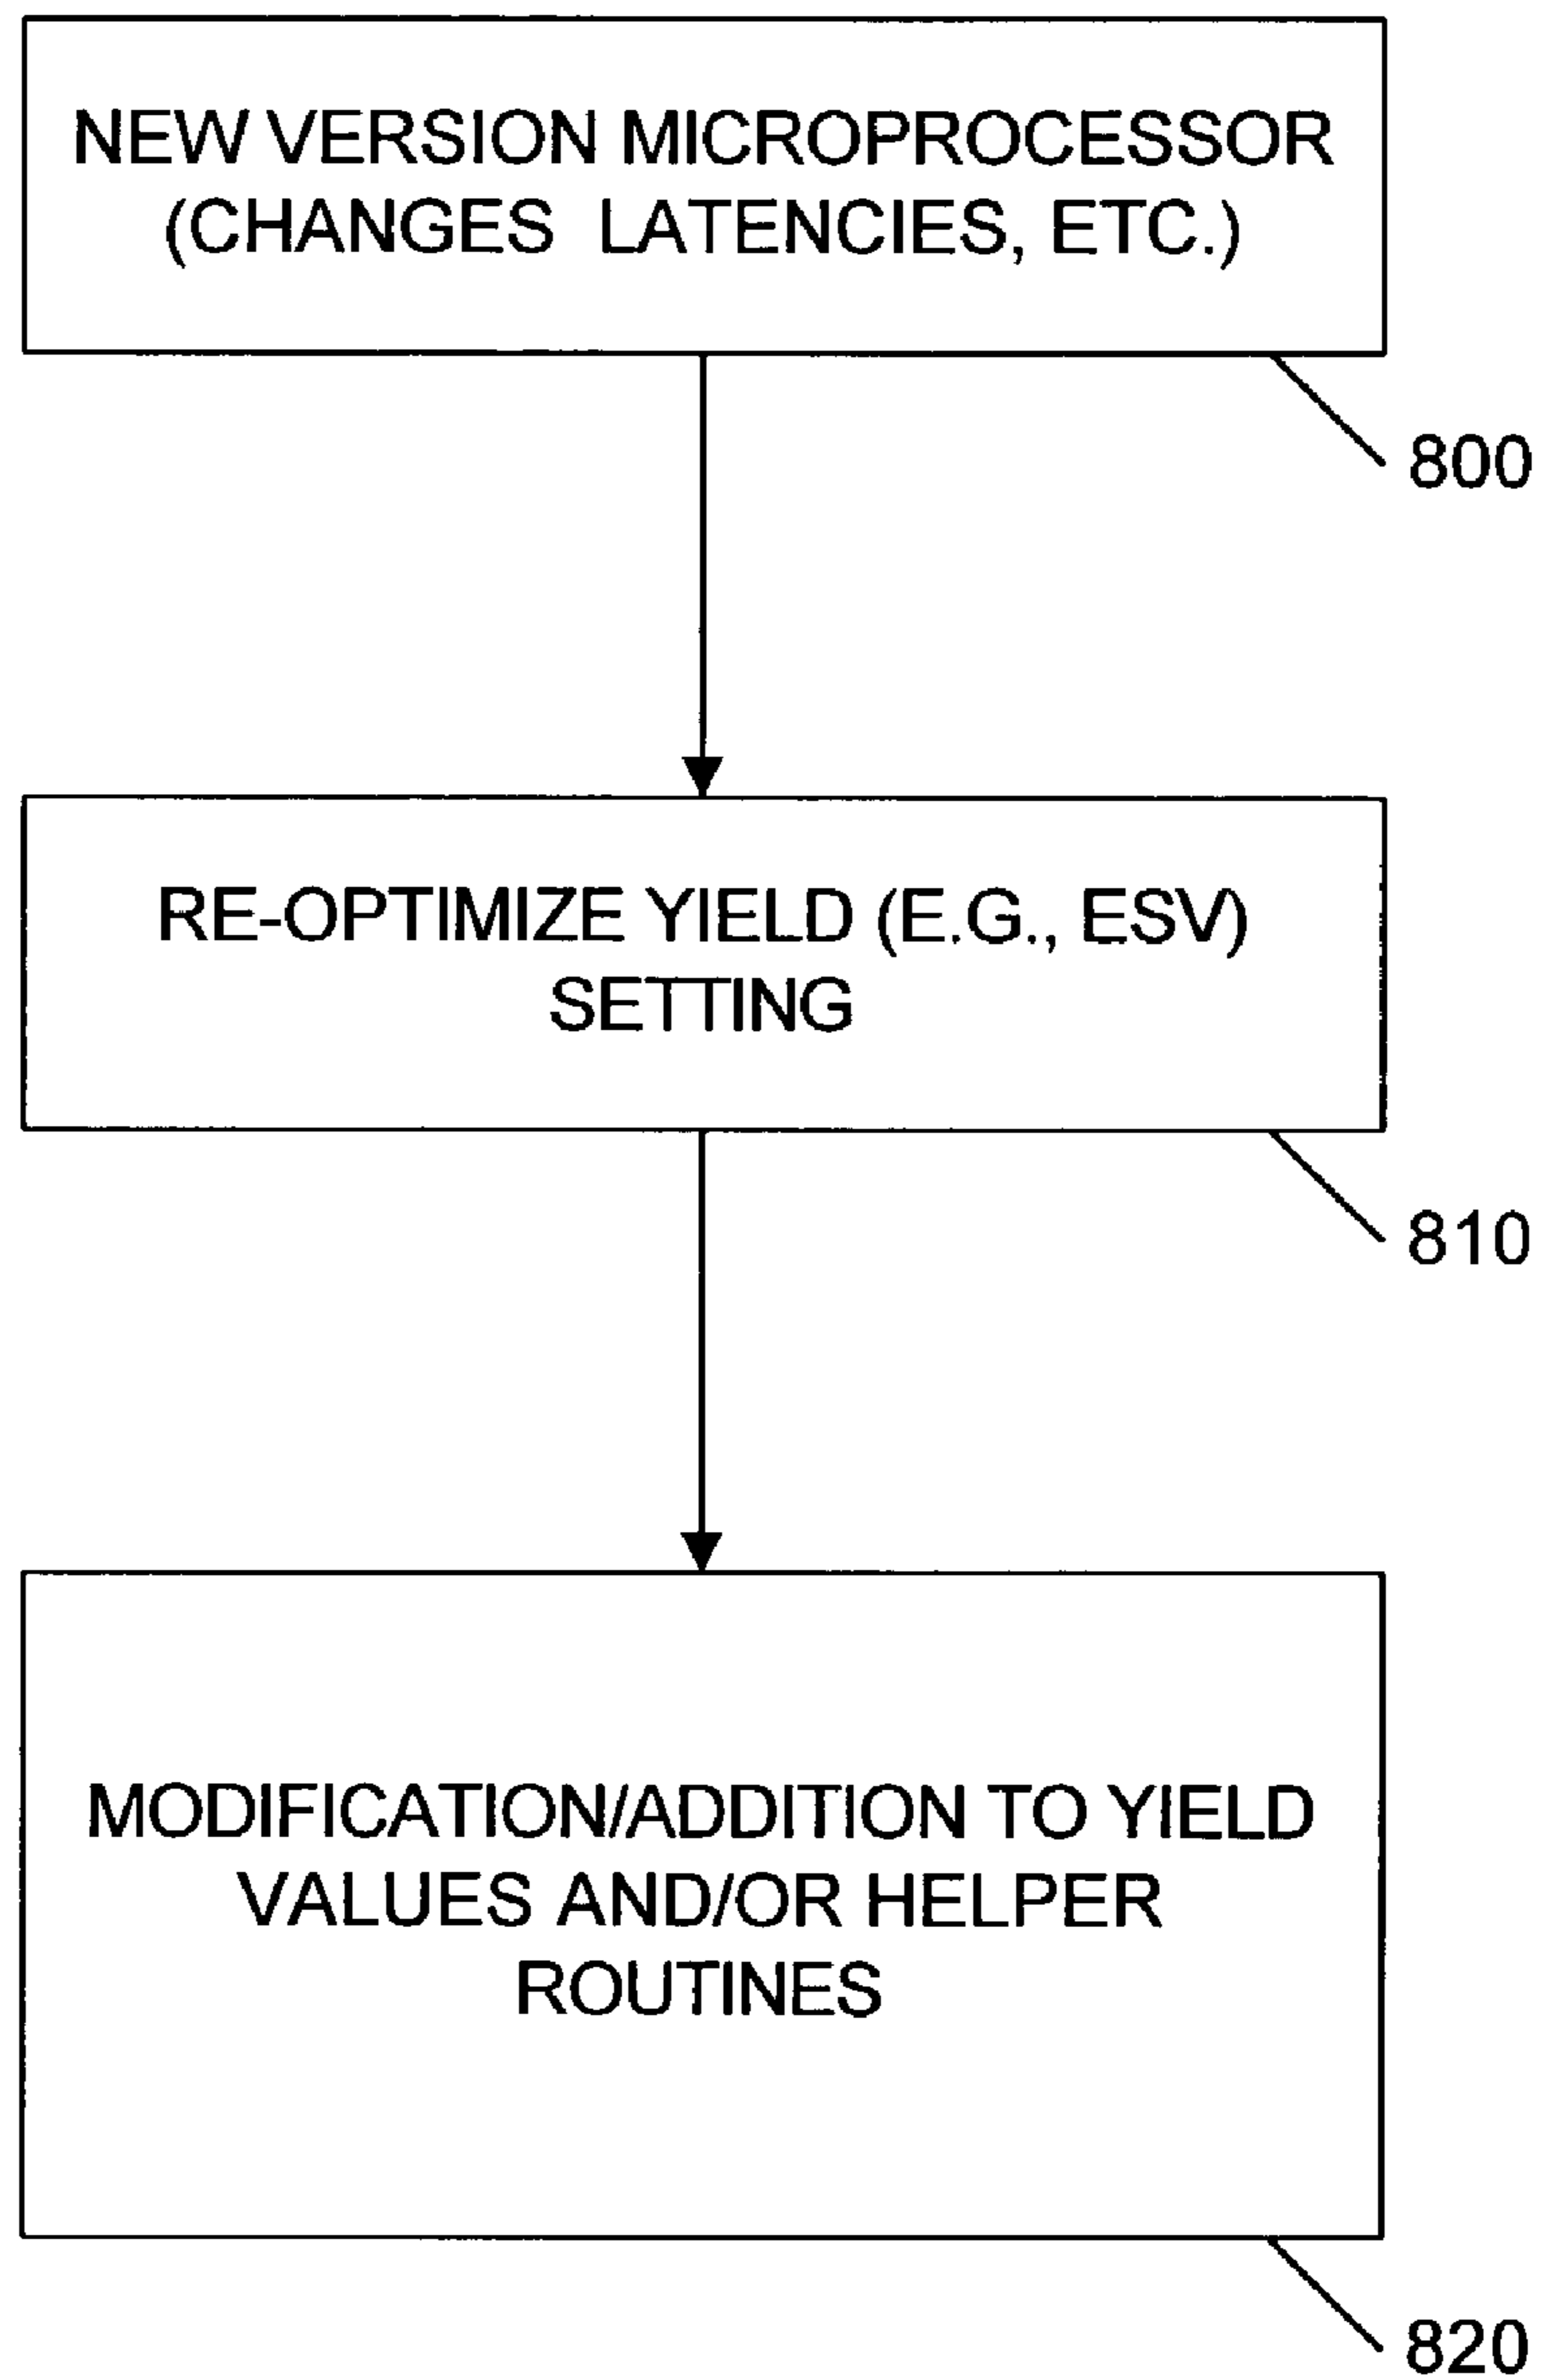 NEW VERSION MICROPROCESSOR
(CHANGES LATENCIES, ETC.)
800
RE-OPTIMIZE YIELD (E.G., ESV)
SETTING
810
MODIFICATION/ADDITION TO YIELD
VALUES AND/OR HELPER
ROUTINES
820